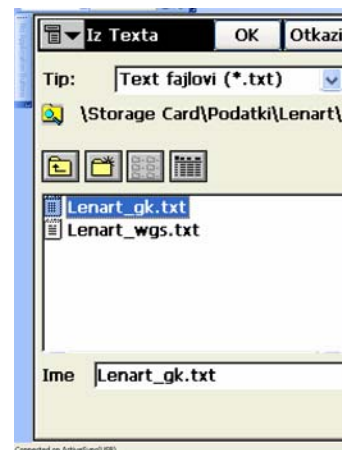 Iz Texta OK Otkazi
Tip: Text fajlovi (*.txt)
\Storage Card\Podatki\Lenart\
Lenart_gk.txt
Lenart_wgs.txt
Ime Lenart_gk.txt